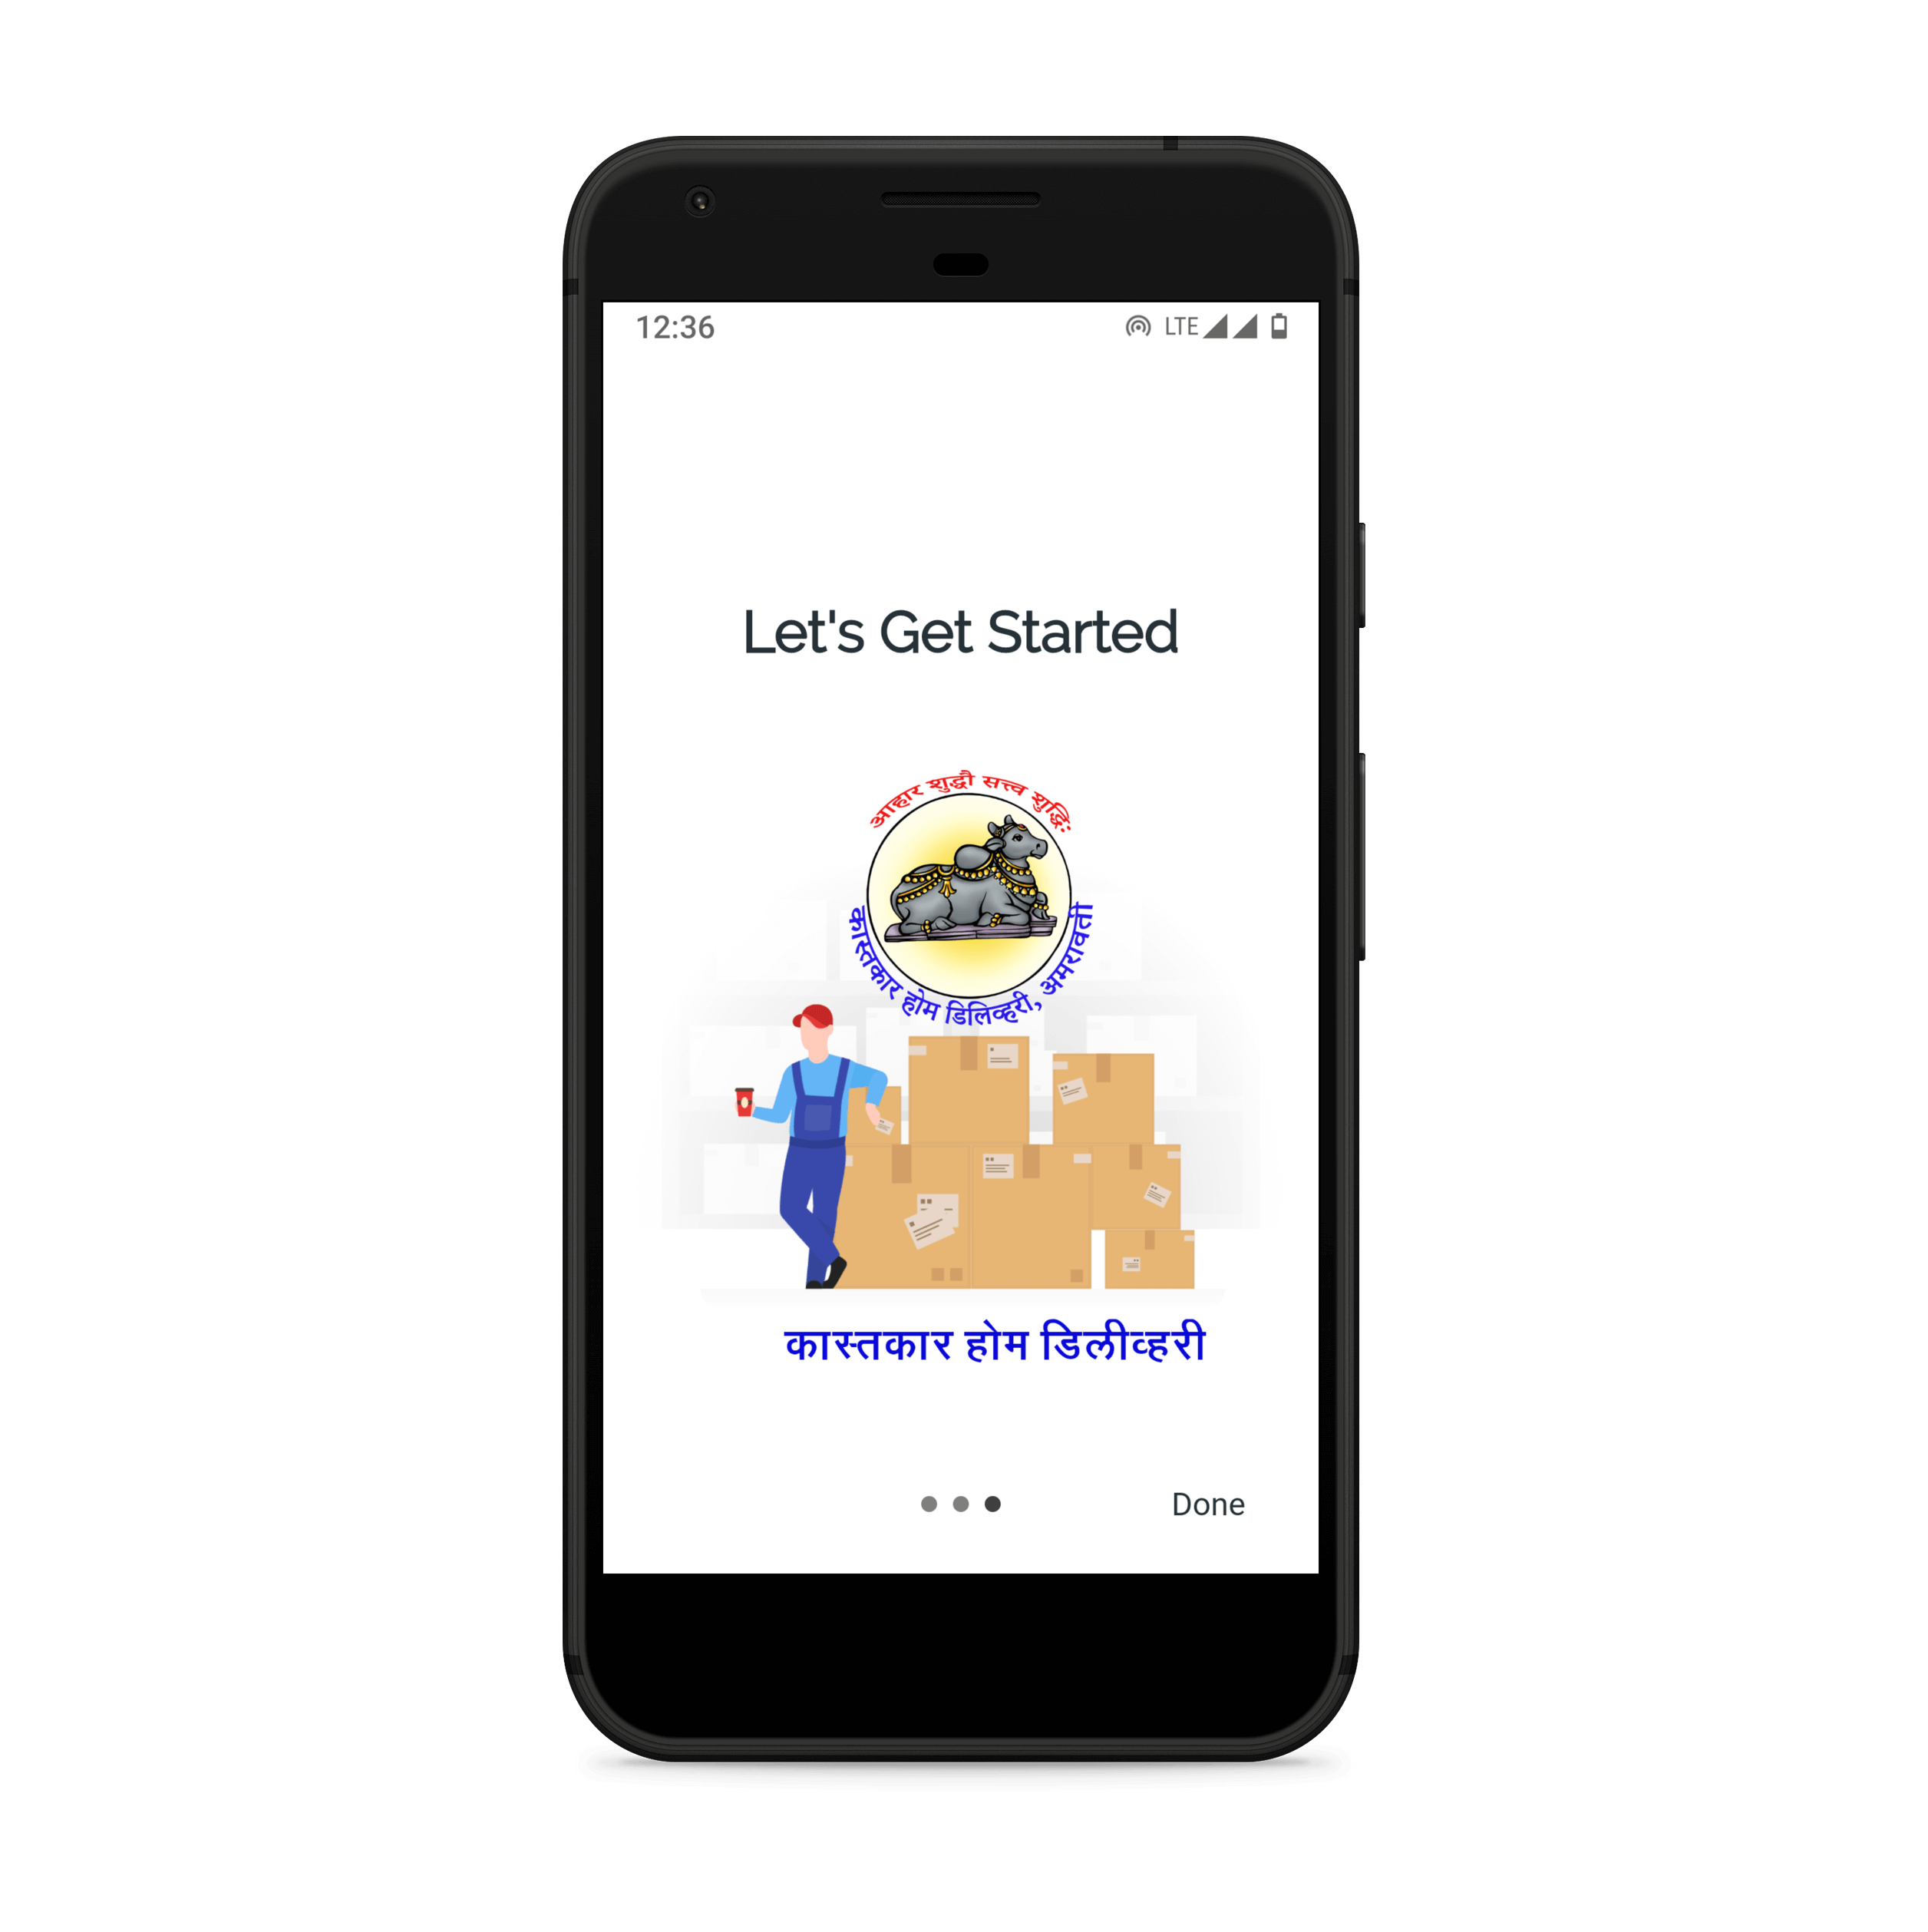 12:36
LTE
Let's Get Started
आहार शुद्धौ सत्त्व शुद्धिः
कास्तकार होम डिलिव्हरी, अमरावती
कास्तकार होम डिलीव्हरी
Done